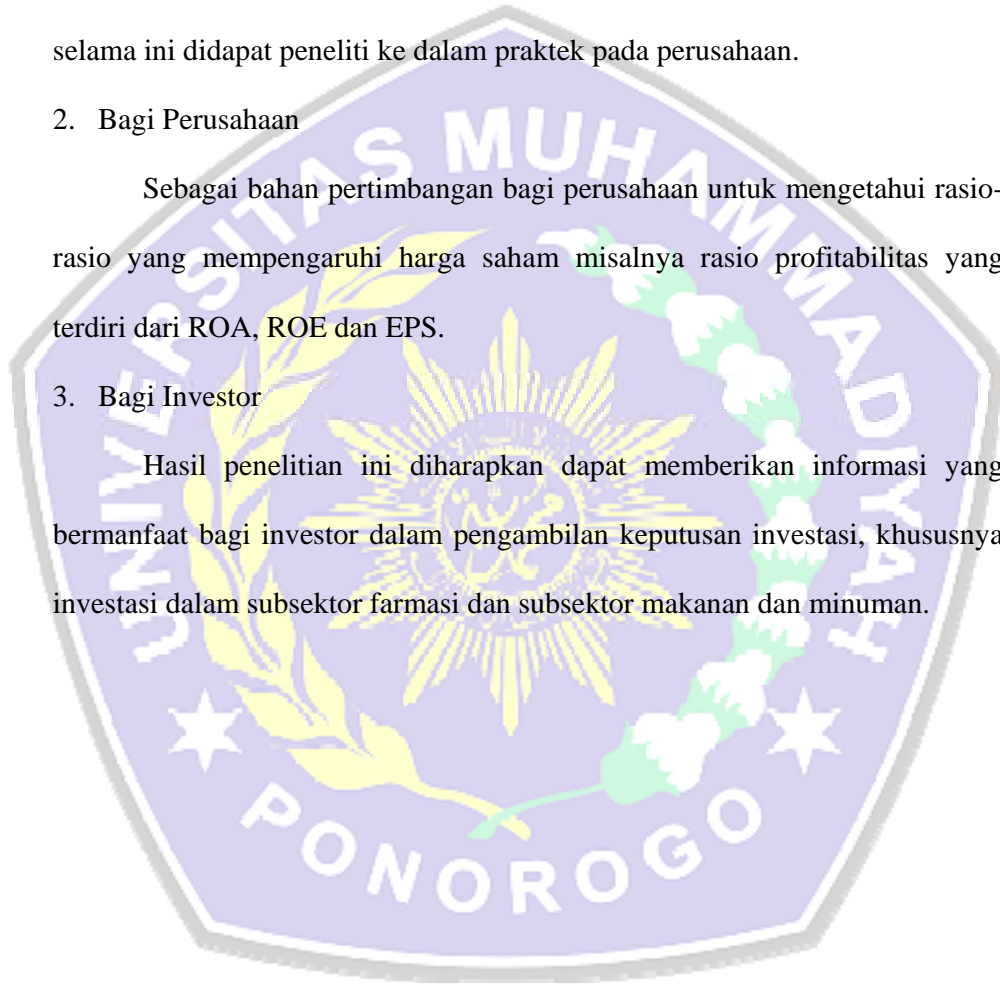 selama ini didapat peneliti ke dalam praktek pada perusahaan.
2. Bagi Perusahaan
Sebagai bahan pertimbangan bagi perusahaan untuk mengetahui rasio-
rasio yang mempengaruhi harga saham misalnya rasio profitabilitas yang
terdiri dari ROA, ROE dan EPS.
3. Bagi Investor
Hasil penelitian ini diharapkan dapat memberikan informasi yang
bermanfaat bagi investor dalam pengambilan keputusan investasi, khususnya
investasi dalam subsektor farmasi dan subsektor makanan dan minuman.
UNIVERSITAS MUHAMMADIYAH
PONOROGO